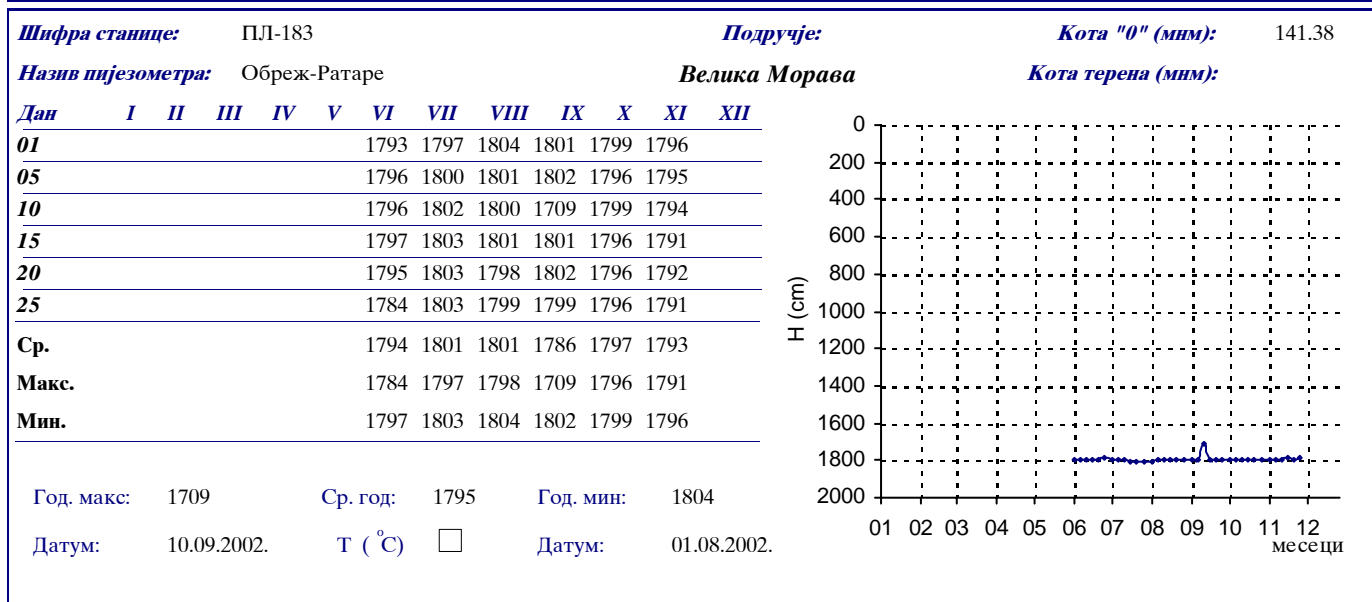 Шифра станице: ПЛ-183 Подручје: Кота "0" (мнм): 141.38
Назив пијезометра: Обреж-Ратаре Велика Морава Кота терена (мнм):
Дан I II III IV V VI VII VIII IX X XI XII
01 1793 1797 1804 1801 1799 1796
05 1796 1800 1801 1802 1796 1795
10 1796 1802 1800 1709 1799 1794
15 1797 1803 1801 1801 1796 1791
20 1795 1803 1798 1802 1796 1792
25 1784 1803 1799 1799 1796 1791
Ср. 1794 1801 1801 1786 1797 1793
Макс. 1784 1797 1798 1709 1796 1791
Мин. 1797 1803 1804 1802 1799 1796
Год. макс: 1709 Ср. год: 1795 Год. мин: 1804
Датум: 10.09.2002. Т ( °C) Датум: 01.08.2002.
H (cm)
0
200
400
600
800
1000
1200
1400
1600
1800
2000
01 02 03 04 05 06 07 08 09 10 11 12
месеци